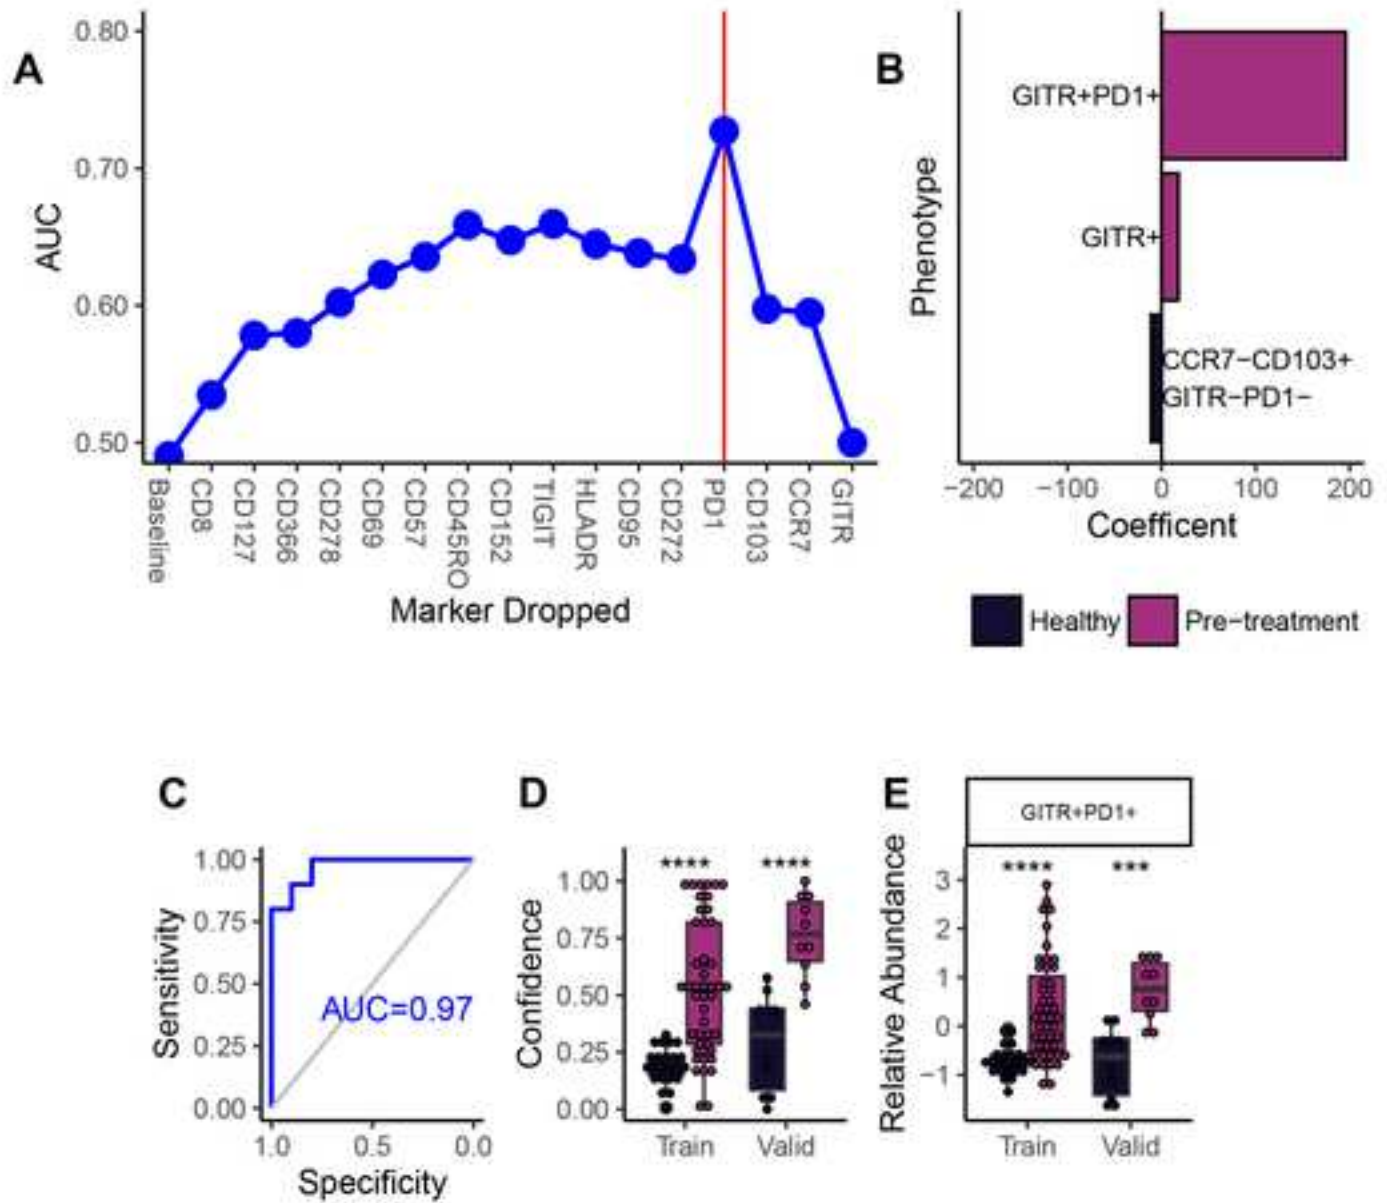 A
0.80
0.70
0.60
0.50
AUC
Baseline
CD8
CD127
CD366
CD278
CD69
CD57
CD45RO
CD152
TIGIT
HLADR
CD95
CD272
PD1
CD103
CCR7
GITR
Marker Dropped
B
Phenotype
GITR+PD1+
GITR+
CCR7−CD103+
GITR−PD1−
−200 −100 0 100 200
Coefficent
Healthy Pre−treatment
C
Sensitivity
1.00
0.75
0.50
0.25
0.00
AUC=0.97
1.0 0.5 0.0
Specificity
D
Confidence
1.00
0.75
0.50
0.25
0.00
**** ****
Train Valid
E
GITR+PD1+
Relative Abundance
3
2
1
0
−1
**** ***
Train Valid